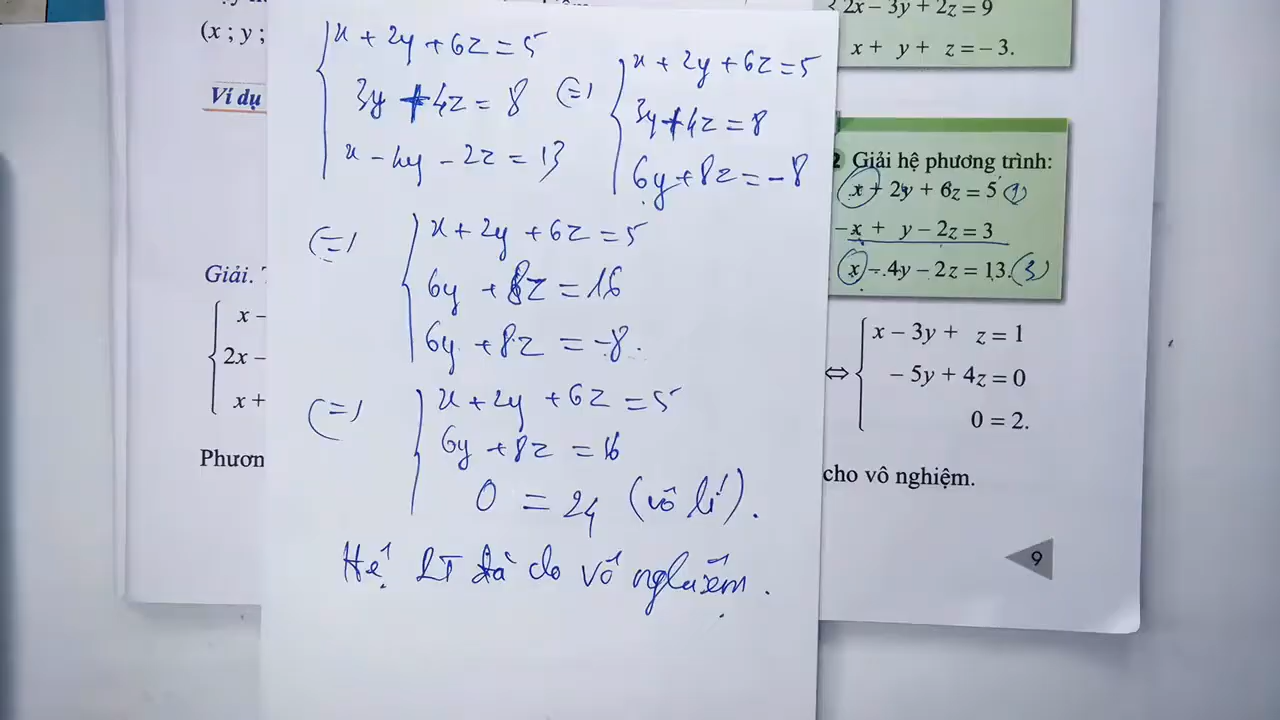 (x ; y ;
Ví dụ
Giải.
x –
2x –
x +
Phươn
x + 2y + 6z = 5
3y + 4z = 8
x - 4y - 2z = 13
(=)
x + 2y + 6z = 5
3y + 4z = 8
6y + 8z = -8
(=)
x + 2y + 6z = 5
6y + 8z = 16
6y + 8z = -8.
(=)
x + 2y + 6z = 5
6y + 8z = 16
0 = 24 (vô lí).
Hệ PT đã cho vô nghiệm.
2x – 3y + 2z = 9
x + y + z = – 3.
2 Giải hệ phương trình:
x + 2y + 6z = 5 (1)
–x + y – 2z = 3
x – 4y – 2z = 13. (3)
⇔
x – 3y + z = 1
– 5y + 4z = 0
0 = 2.
cho vô nghiệm.
9